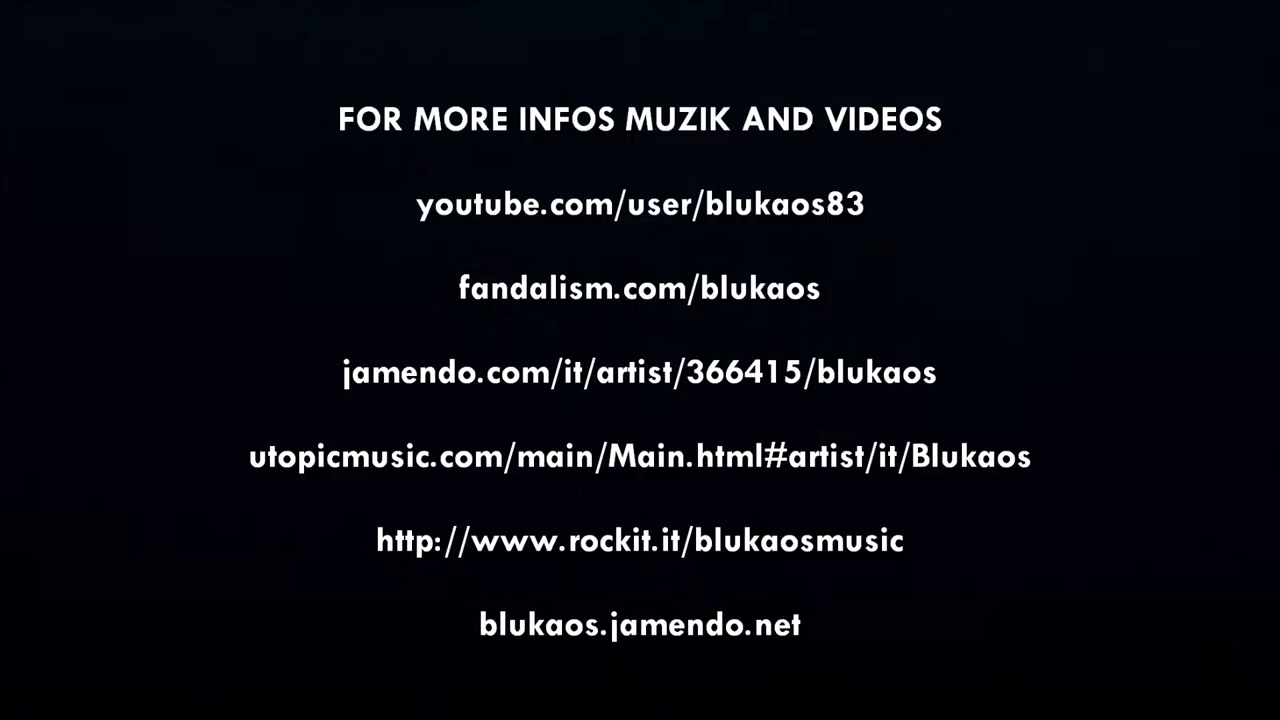 FOR MORE INFOS MUZIK AND VIDEOS
youtube.com/user/blukaos83
fandalism.com/blukaos
jamendo.com/it/artist/366415/blukaos
utopicmusic.com/main/Main.html#artist/it/Blukaos
http://www.rockit.it/blukaosmusic
blukaos.jamendo.net